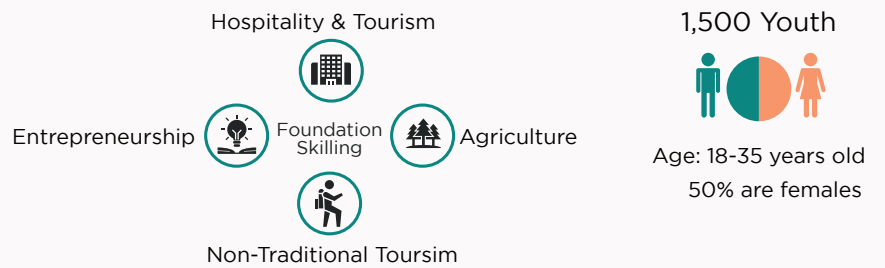 Hospitality & Tourism
Entrepreneurship
Foundation
Skilling
Agriculture
Non-Traditional Toursim
1,500 Youth
Age: 18-35 years old
50% are females